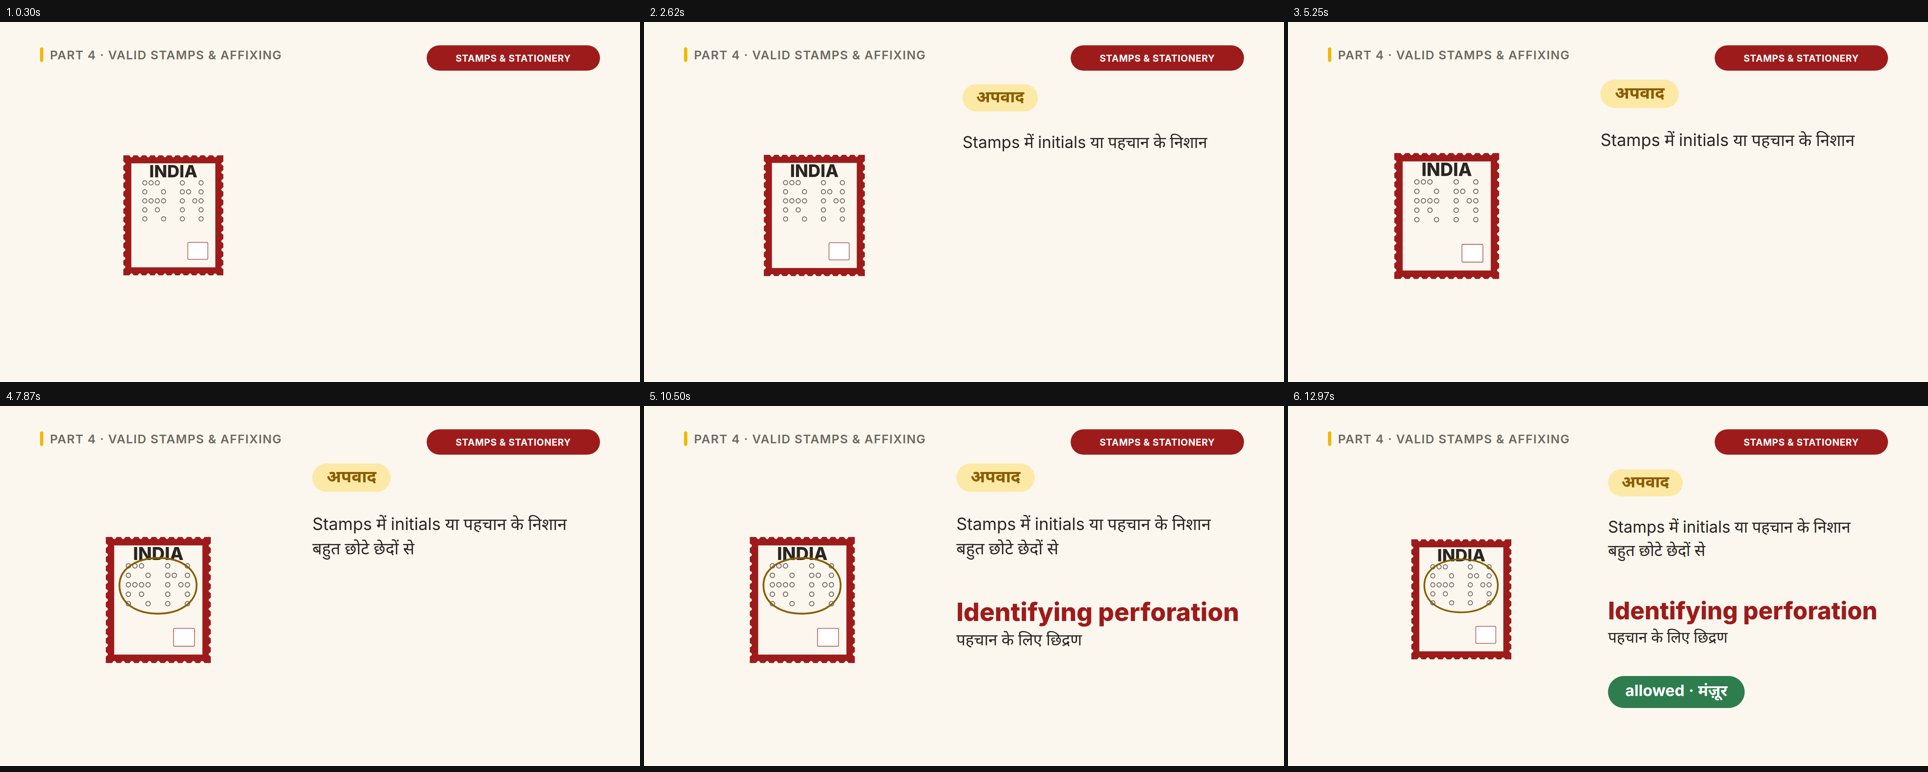 1. 0.30s
PART 4 · VALID STAMPS & AFFIXING
STAMPS & STATIONERY
INDIA
2. 2.62s
PART 4 · VALID STAMPS & AFFIXING
STAMPS & STATIONERY
अपवाद
Stamps में initials या पहचान के निशान
INDIA
3. 5.25s
PART 4 · VALID STAMPS & AFFIXING
STAMPS & STATIONERY
अपवाद
Stamps में initials या पहचान के निशान
INDIA
4. 7.87s
PART 4 · VALID STAMPS & AFFIXING
STAMPS & STATIONERY
अपवाद
Stamps में initials या पहचान के निशान
बहुत छोटे छेदों से
INDIA
5. 10.50s
PART 4 · VALID STAMPS & AFFIXING
STAMPS & STATIONERY
अपवाद
Stamps में initials या पहचान के निशान
बहुत छोटे छेदों से
INDIA
Identifying perforation
पहचान के लिए छिद्रण
6. 12.97s
PART 4 · VALID STAMPS & AFFIXING
STAMPS & STATIONERY
अपवाद
Stamps में initials या पहचान के निशान
बहुत छोटे छेदों से
INDIA
Identifying perforation
पहचान के लिए छिद्रण
allowed · मंज़ूर